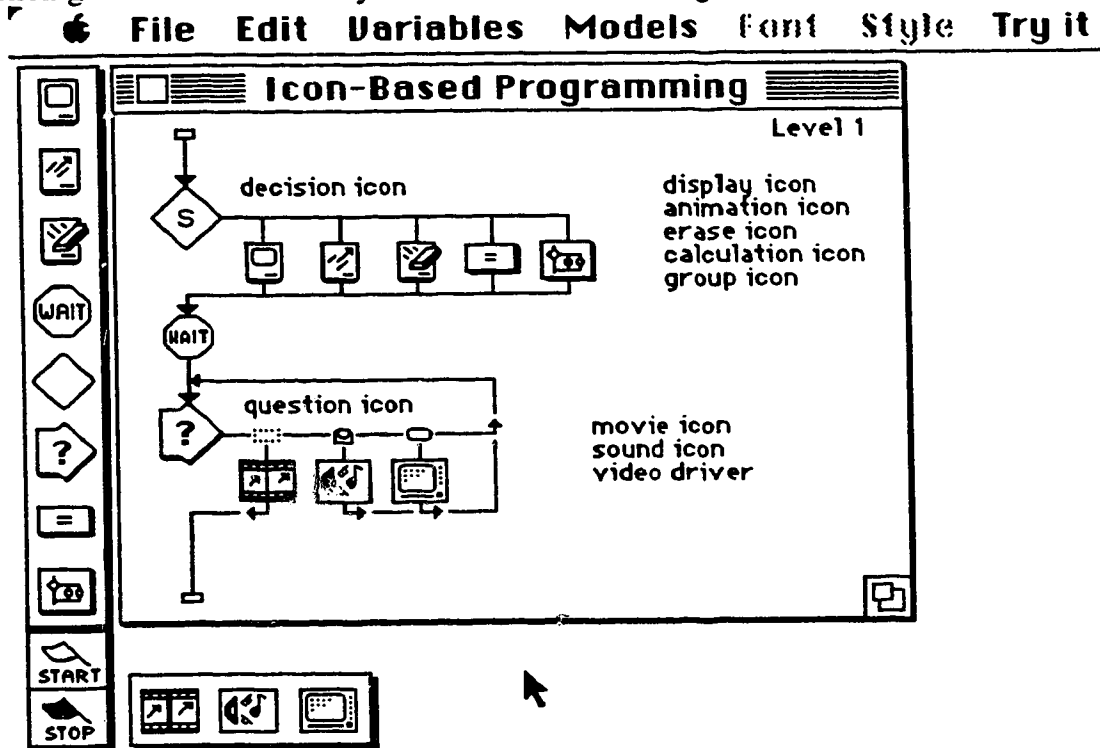 File Edit Variables Models Font Style Try it
Icon-Based Programming
Level 1
decision icon
S
=
display icon
animation icon
erase icon
calculation icon
group icon
WAIT
WAIT
question icon
?
?
movie icon
sound icon
video driver
=
START
STOP